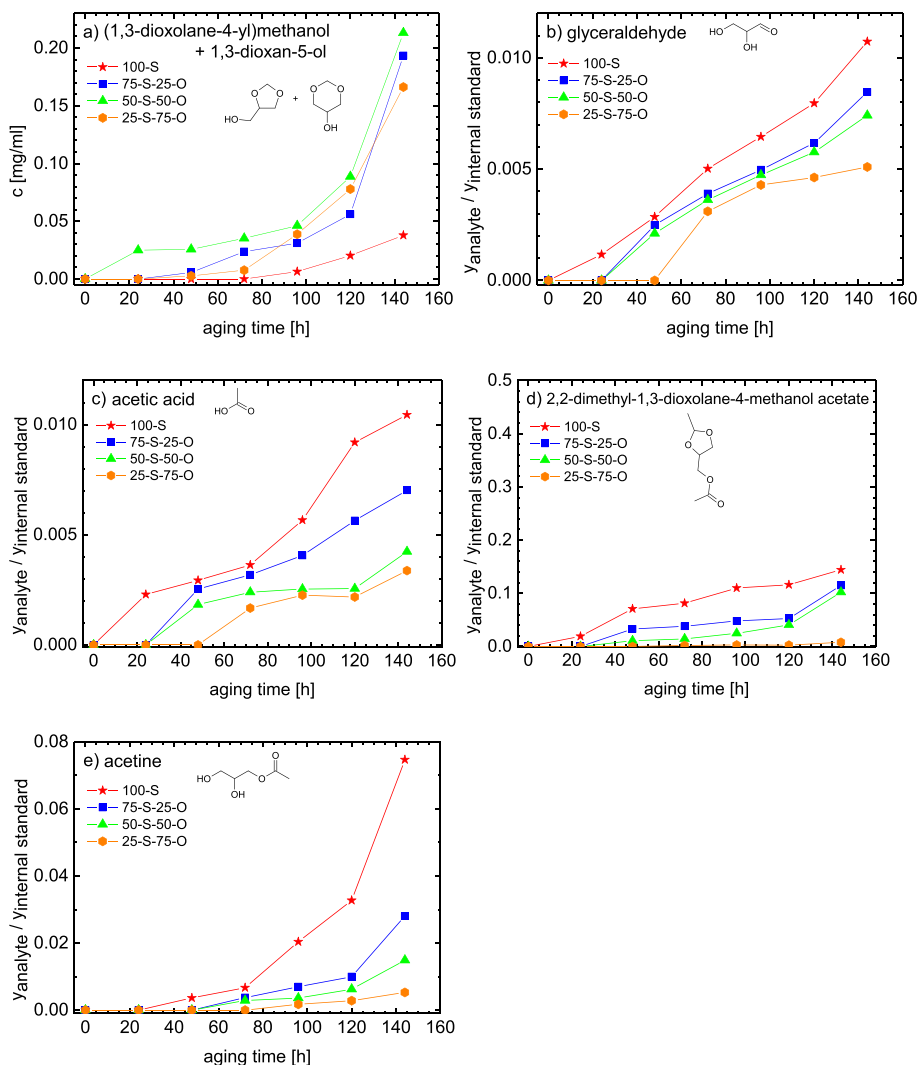 a) (1,3-dioxolane-4-yl)methanol
+ 1,3-dioxan-5-ol
100-S
75-S-25-O
50-S-50-O
25-S-75-O
O
O
HO
+
O
O
OH
c [mg/ml]
0.20
0.15
0.10
0.05
0.00
0 20 40 60 80 100 120 140 160
aging time [h]
b) glyceraldehyde
HO
O
OH
100-S
75-S-25-O
50-S-50-O
25-S-75-O
yanalyte / yinternal standard
0.010
0.005
0.000
0 20 40 60 80 100 120 140 160
aging time [h]
c) acetic acid
HO
O
100-S
75-S-25-O
50-S-50-O
25-S-75-O
yanalyte / yinternal standard
0.010
0.005
0.000
0 20 40 60 80 100 120 140 160
aging time [h]
d) 2,2-dimethyl-1,3-dioxolane-4-methanol acetate
100-S
75-S-25-O
50-S-50-O
25-S-75-O
O
O
O
O
yanalyte / yinternal standard
0.5
0.4
0.3
0.2
0.1
0.0
0 20 40 60 80 100 120 140 160
aging time [h]
e) acetine
HO
OH
O
O
100-S
75-S-25-O
50-S-50-O
25-S-75-O
yanalyte / yinternal standard
0.08
0.06
0.04
0.02
0.00
0 20 40 60 80 100 120 140 160
aging time [h]